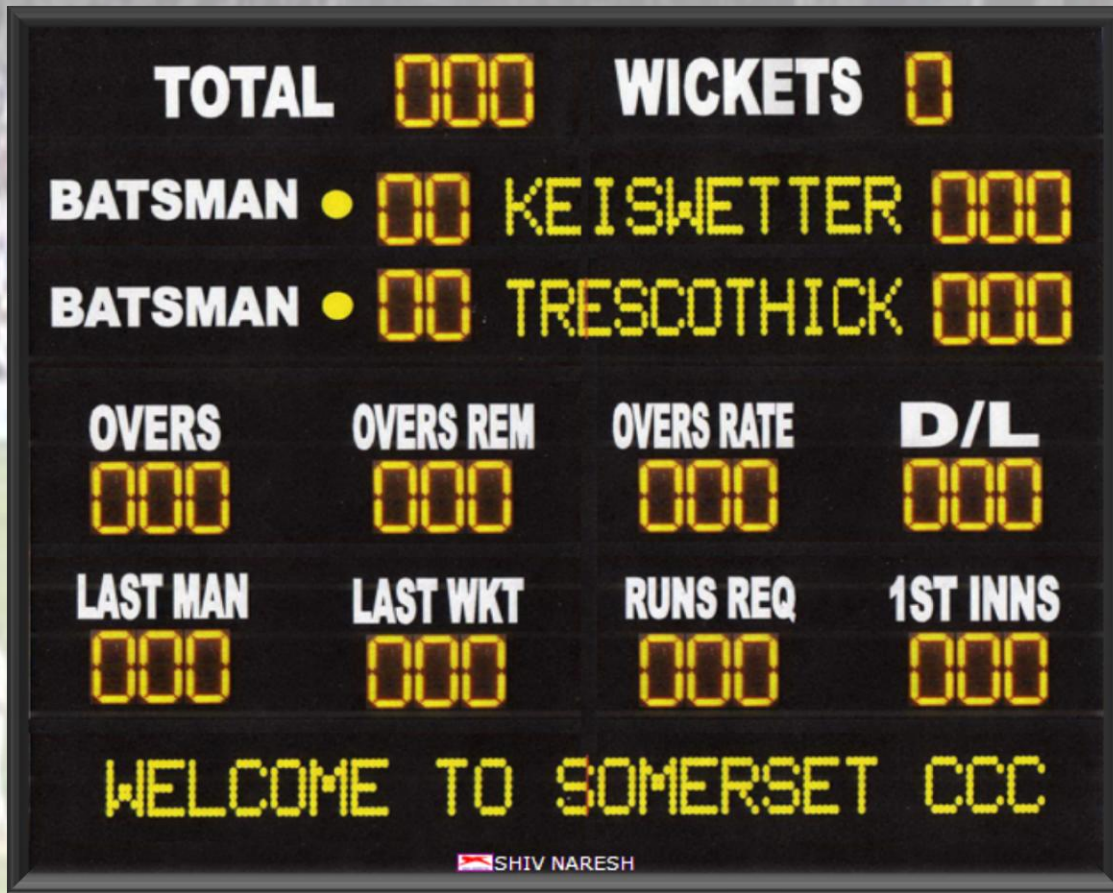 TOTAL 000 WICKETS 0
BATSMAN 00 KEISWETTER 000
BATSMAN 00 TRESCOTHICK 000
OVERS OVERS REM OVERS RATE D/L
000 000 000 000
LAST MAN LAST WKT RUNS REQ 1ST INNS
000 000 000 000
WELCOME TO SOMERSET CCC
SHIV NARESH